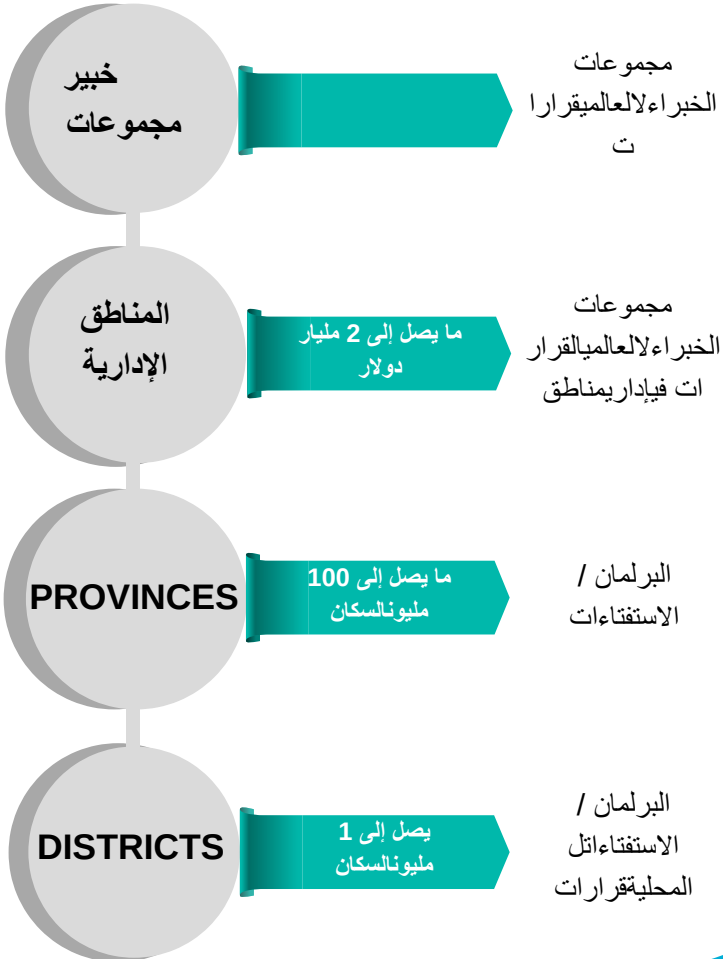 خبير
مجموعات
مجموعات
الخبراءلالعالميقرارا
ت
المناطق
الإدارية
ما يصل إلى 2 مليار
دولار
مجموعات
الخبراءلالعالميالقرار
ات فيإداريمناطق
PROVINCES
ما يصل إلى 100
مليونالسكان
البرلمان /
الاستفتاءات
DISTRICTS
يصل إلى 1
مليونالسكان
البرلمان /
الاستفتاءاتل
المحليةقرارات